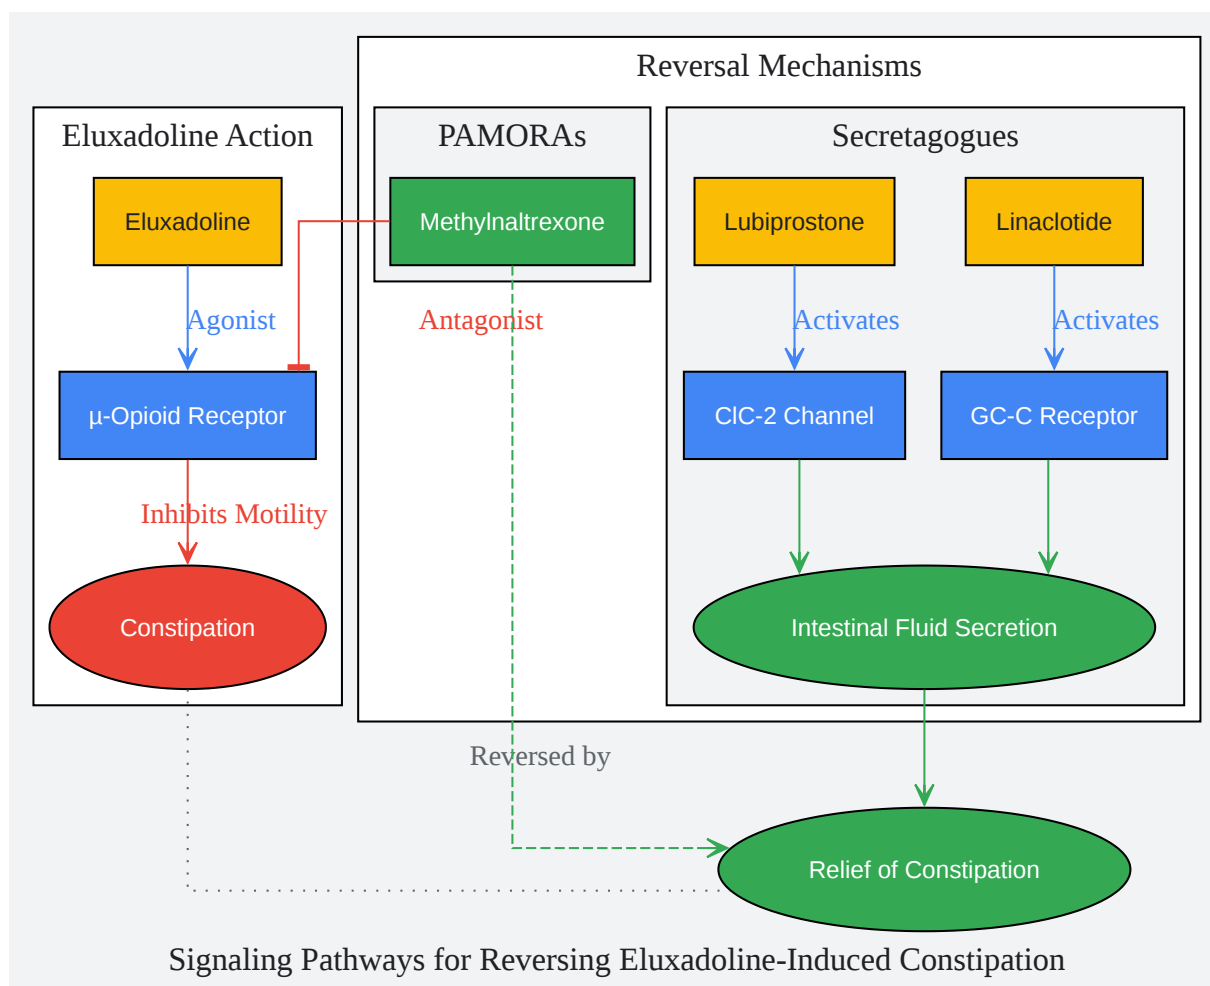 Reversal Mechanisms
Eluxadoline Action
PAMORAs
Secretagogues
Eluxadoline
Methylnaltrexone
Lubiprostone
Linaclotide
Agonist
Antagonist
Activates
Activates
µ-Opioid Receptor
ClC-2 Channel
GC-C Receptor
Inhibits Motility
Constipation
Intestinal Fluid Secretion
Reversed by
Relief of Constipation
Signaling Pathways for Reversing Eluxadoline-Induced Constipation